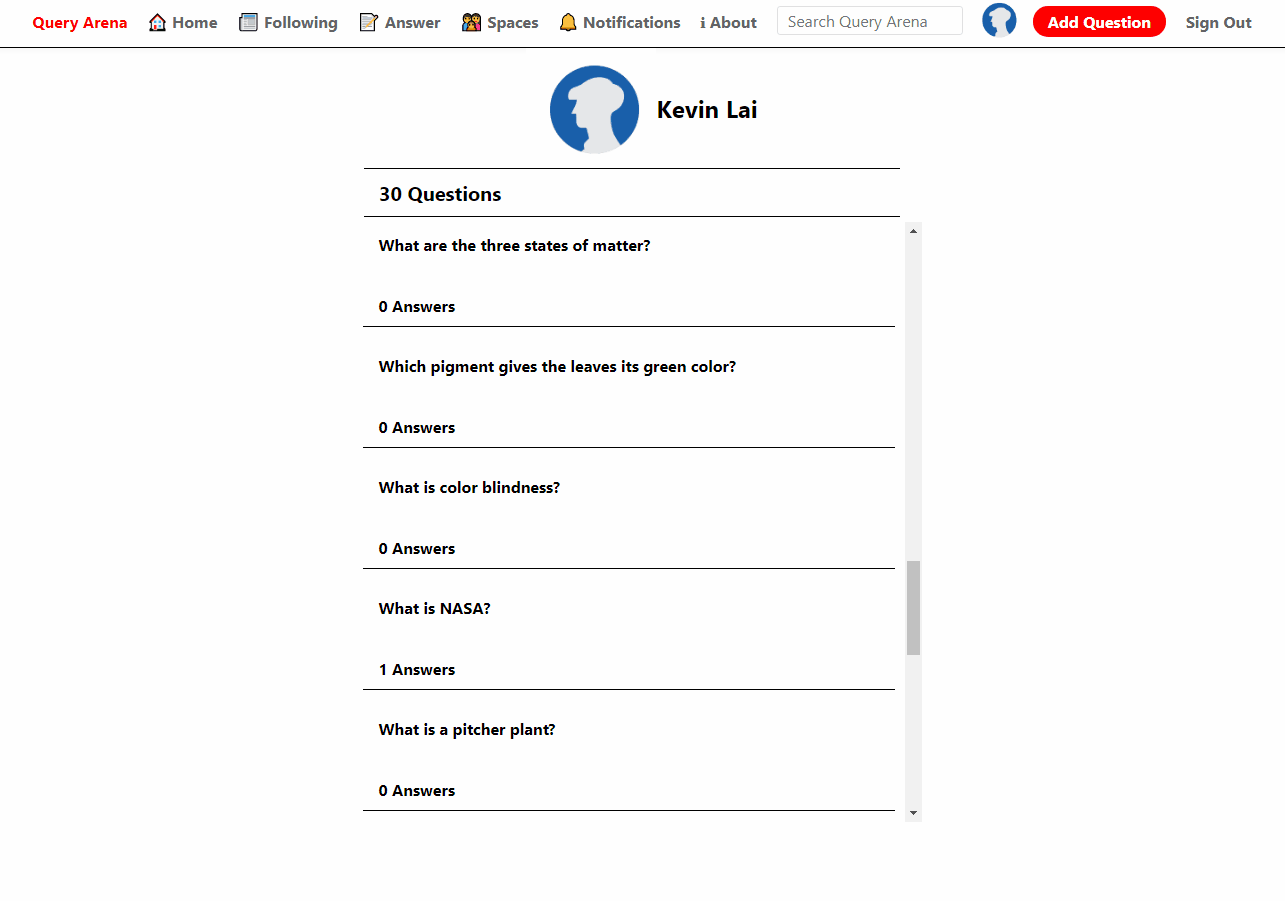 Query Arena Home Following Answer Spaces Notifications i About Search Query Arena Add Question Sign Out
Kevin Lai
30 Questions
What are the three states of matter?
0 Answers
Which pigment gives the leaves its green color?
0 Answers
What is color blindness?
0 Answers
What is NASA?
1 Answers
What is a pitcher plant?
0 Answers